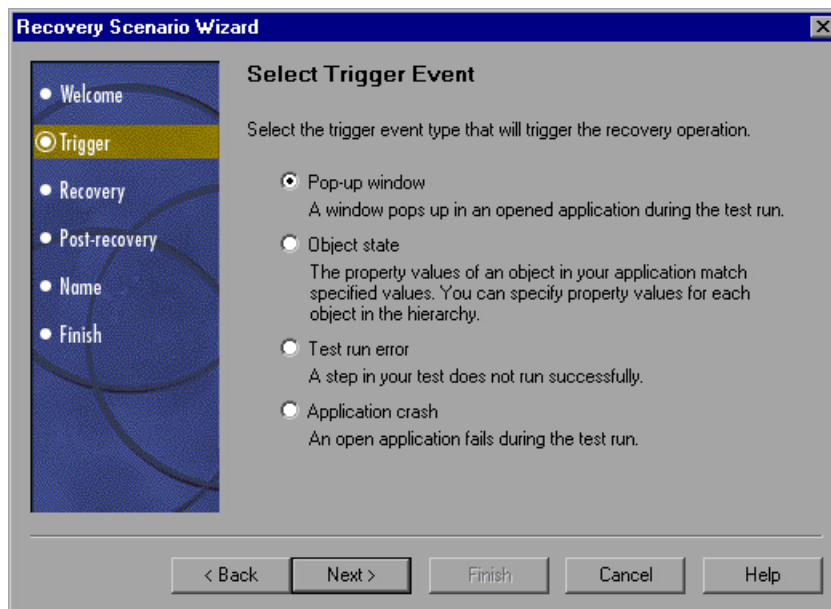 Recovery Scenario Wizard
Welcome
Trigger
Recovery
Post-recovery
Name
Finish
Select Trigger Event
Select the trigger event type that will trigger the recovery operation.
Pop-up window
A window pops up in an opened application during the test run.
Object state
The property values of an object in your application match
specified values. You can specify property values for each
object in the hierarchy.
Test run error
A step in your test does not run successfully.
Application crash
An open application fails during the test run.
< Back
Next >
Finish
Cancel
Help